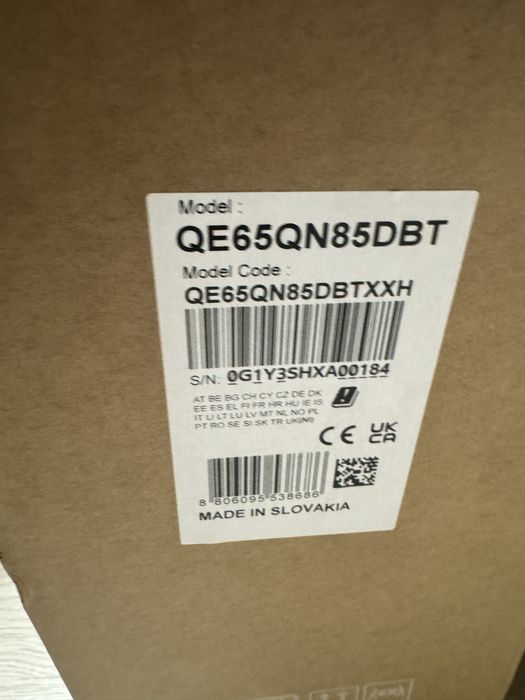 Model :
QE65QN85DBT
Model Code :
QE65QN85DBTXXH
S/N: 0G1Y3SHXA00184
AT BE BG CH CY CZ DE DK
EE ES EL FI FR HR HU IE IS
IT LI LT LU LV MT NL NO PL
PT RO SE SI SK TR UK(NI)
CE UK CA
8 806095 538686
MADE IN SLOVAKIA